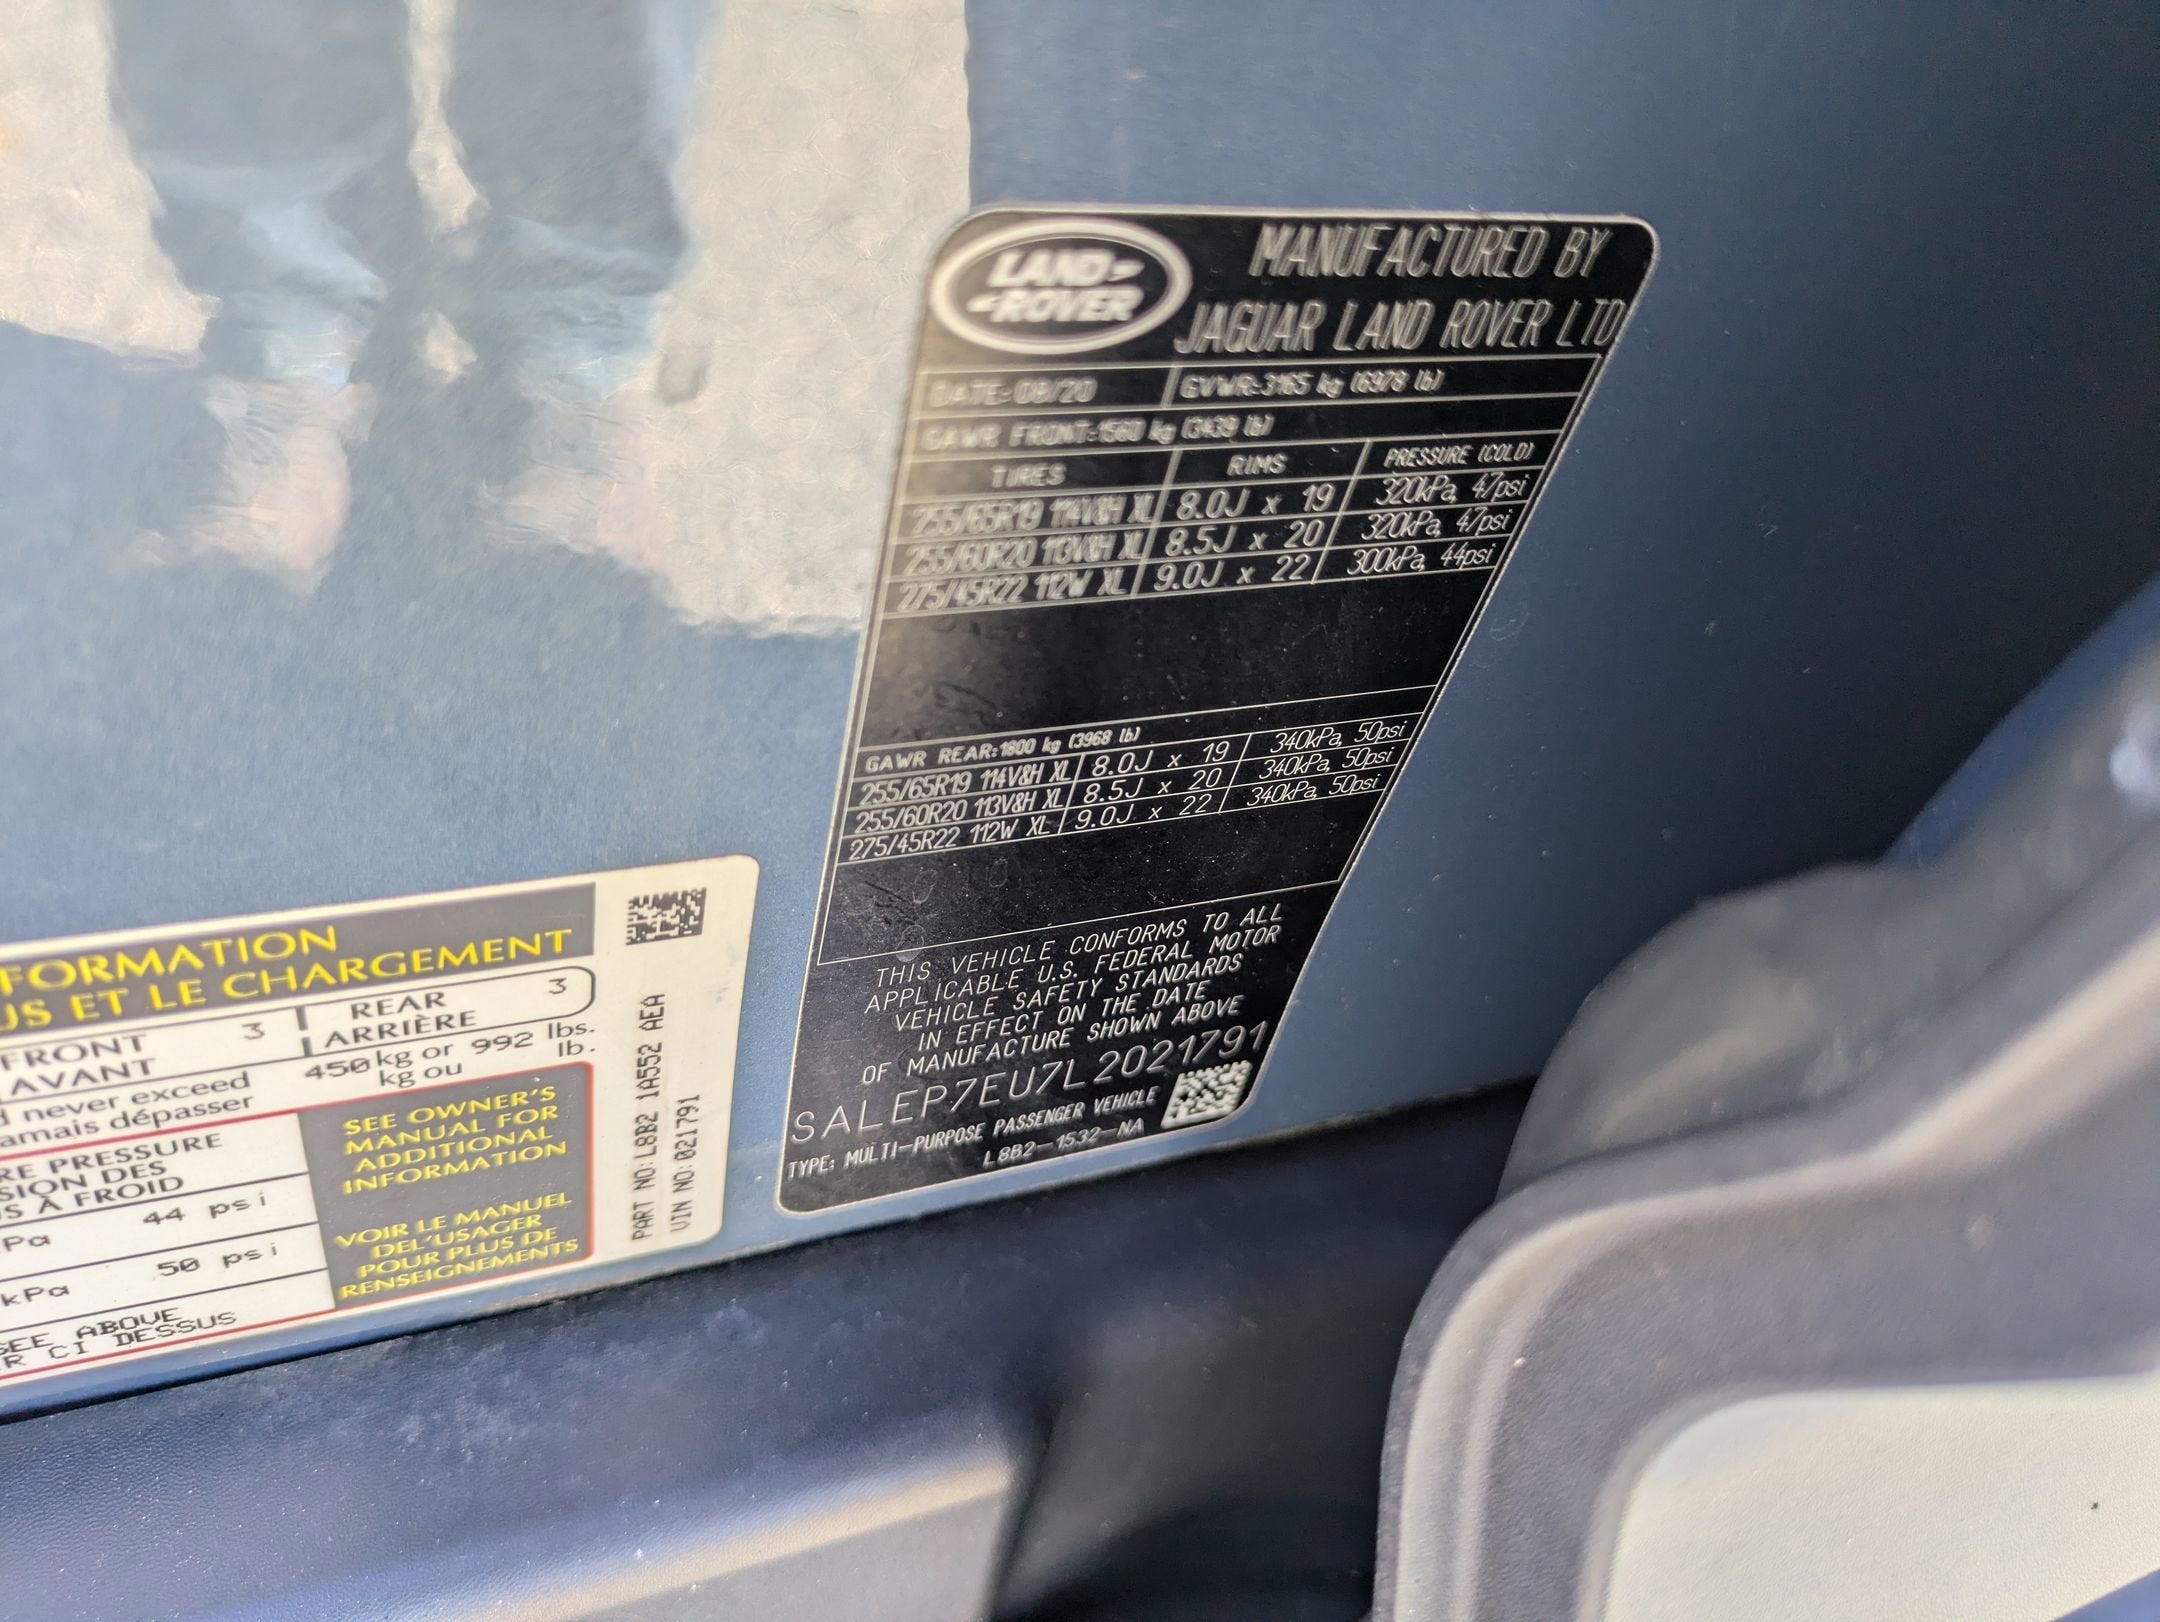 LAND
ROVER
MANUFACTURED BY
JAGUAR LAND ROVER LTD
DATE: 08/20 GVWR:3165 kg (6978 lb)
GAWR FRONT:1560 kg (3439 lb)
TIRES RIMS PRESSURE (COLD)
255/65R19 114V&H XL 8.0J x 19 320kPa, 47psi
255/60R20 113V&H XL 8.5J x 20 320kPa, 47psi
275/45R22 112W XL 9.0J x 22 300kPa, 44psi
GAWR REAR:1800 kg (3968 lb)
255/65R19 114V&H XL 8.0J x 19 340kPa, 50psi
255/60R20 113V&H XL 8.5J x 20 340kPa, 50psi
275/45R22 112W XL 9.0J x 22 340kPa, 50psi
THIS VEHICLE CONFORMS TO ALL
APPLICABLE U.S. FEDERAL MOTOR
VEHICLE SAFETY STANDARDS
IN EFFECT ON THE DATE
OF MANUFACTURE SHOWN ABOVE
SALEP7EU7L2021791
TYPE: MULTI-PURPOSE PASSENGER VEHICLE
L8B2-1532-NA
FORMATION
US ET LE CHARGEMENT
FRONT 3 REAR 3
AVANT ARRIÈRE
d never exceed 450 kg or 992 lbs.
amais dépasser kg ou lb.
RE PRESSURE
SION DES
S À FROID
44 psi
Pa
50 psi
kPa
SEE ABOVE
R CI DESSUS
SEE OWNER'S
MANUAL FOR
ADDITIONAL
INFORMATION
VOIR LE MANUEL
DEL'USAGER
POUR PLUS DE
RENSEIGNEMENTS
PART NO: L8B2 1A552 AEA
VIN NO: 021791